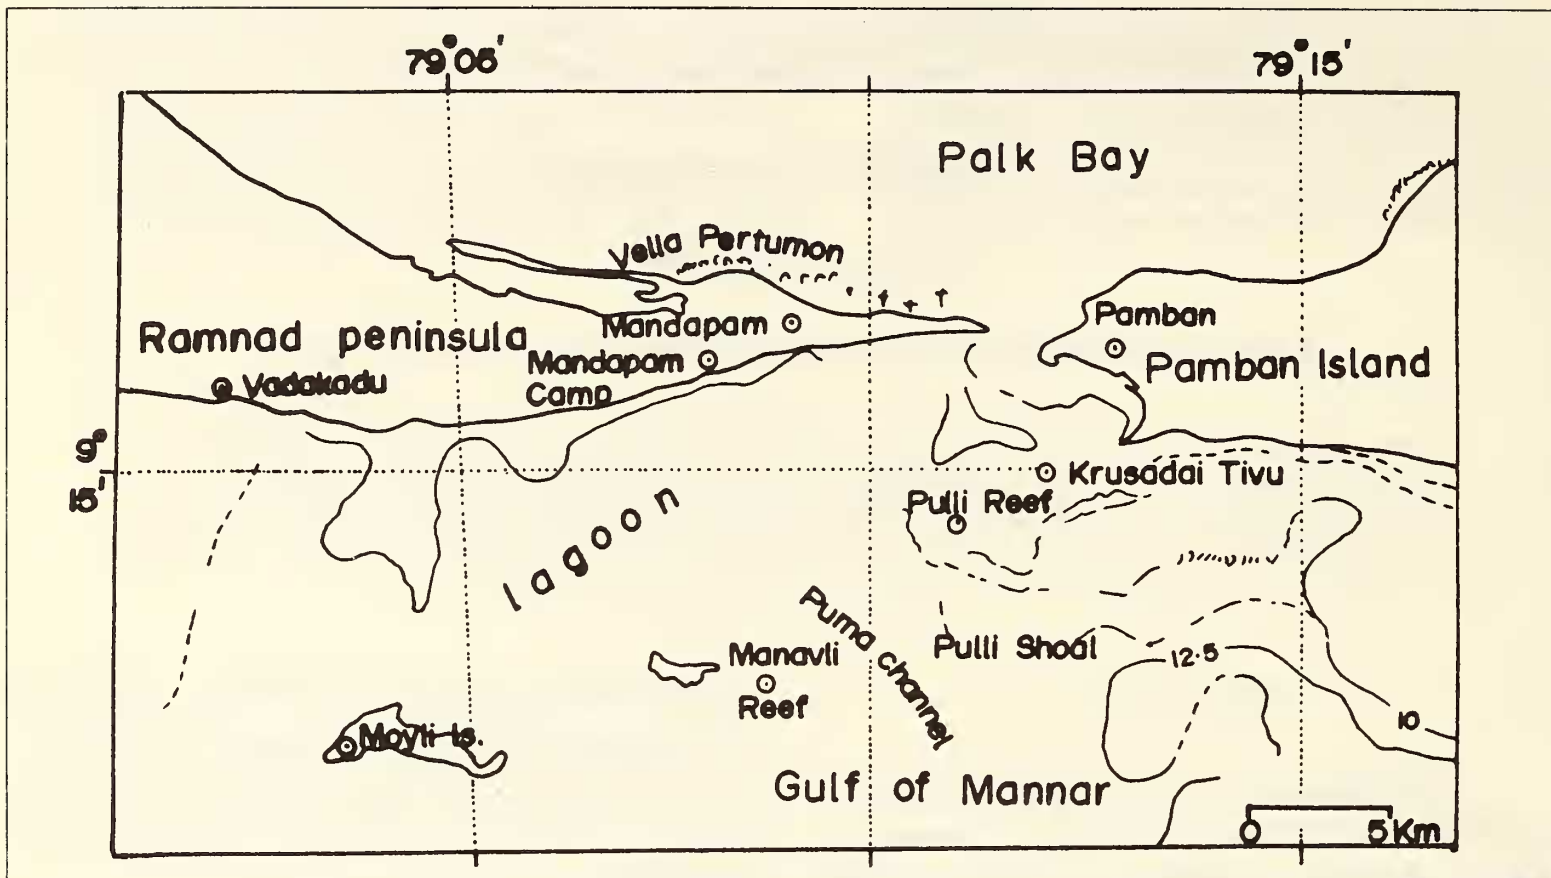 79°05'
79°15'
Palk Bay
Vella Pertumon
Pamban
Ramnad peninsula
Mandapam
Mandapam
Camp
Pamban Island
Vadakadu
9°
15'
Krusadai Tivu
Pulli Reef
lagoon
Puma channel
Pulli Shoal
12.5
Manavli
Reef
10
Moyli Is.
Gulf of Mannar
0 5 Km